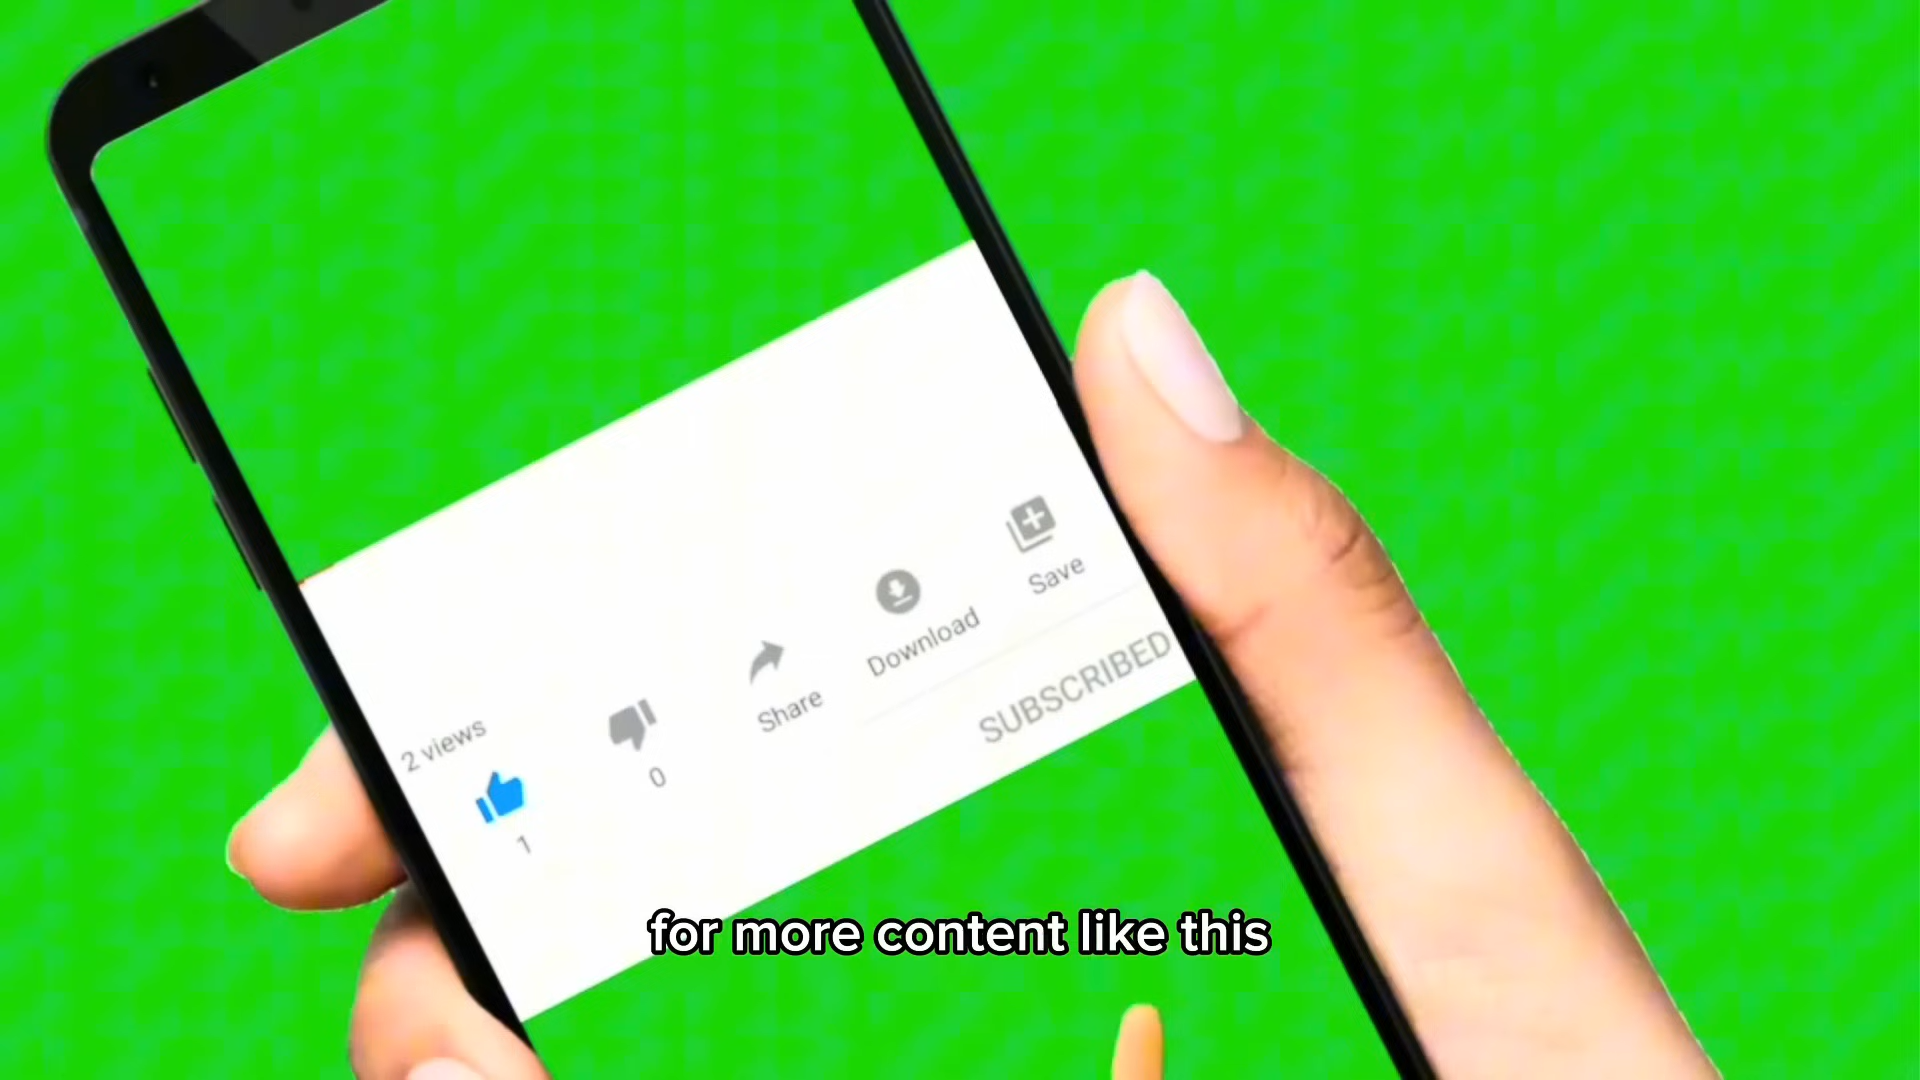 2 views
1
0
Share
Download
Save
SUBSCRIBED
for more content like this